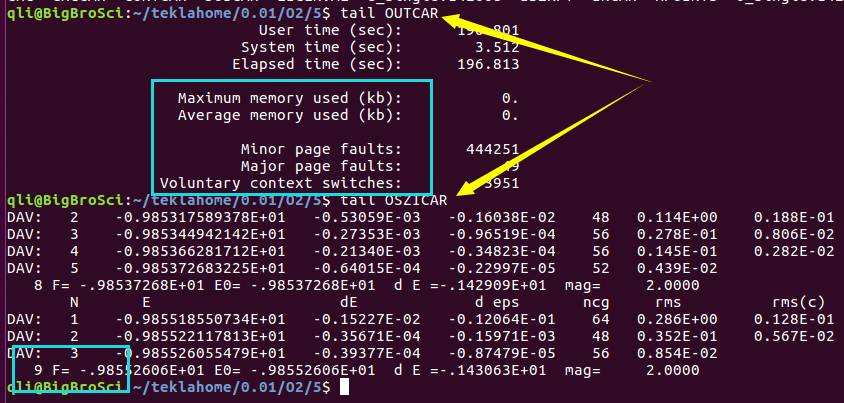 qli@BigBroSci:~/teklahome/0.01/O2/5$ tail OUTCAR
User time (sec): 196.801
System time (sec): 3.512
Elapsed time (sec): 196.813
Maximum memory used (kb): 0.
Average memory used (kb): 0.
Minor page faults: 444251
Major page faults:
Voluntary context switches: 3951
qli@BigBroSci:~/teklahome/0.01/O2/5$ tail OSZICAR
DAV: 2 -0.985317589378E+01 -0.53059E-03 -0.16038E-02 48 0.114E+00 0.188E-01
DAV: 3 -0.985344942142E+01 -0.27353E-03 -0.96519E-04 56 0.278E-01 0.806E-02
DAV: 4 -0.985366281712E+01 -0.21340E-03 -0.34823E-04 56 0.145E-01 0.282E-02
DAV: 5 -0.985372683225E+01 -0.64015E-04 -0.22997E-05 52 0.439E-02
8 F= -.98537268E+01 E0= -.98537268E+01 d E =-.142909E+01 mag= 2.0000
N E dE d eps ncg rms rms(c)
DAV: 1 -0.985518550734E+01 -0.15227E-02 -0.12064E-01 64 0.286E+00 0.128E-01
DAV: 2 -0.985522117813E+01 -0.35671E-04 -0.15971E-03 48 0.352E-01 0.567E-02
DAV: 3 -0.985526055479E+01 -0.39377E-04 -0.87479E-05 56 0.854E-02
9 F= -.98552606E+01 E0= -.98552606E+01 d E =-.143063E+01 mag= 2.0000
qli@BigBroSci:~/teklahome/0.01/O2/5$